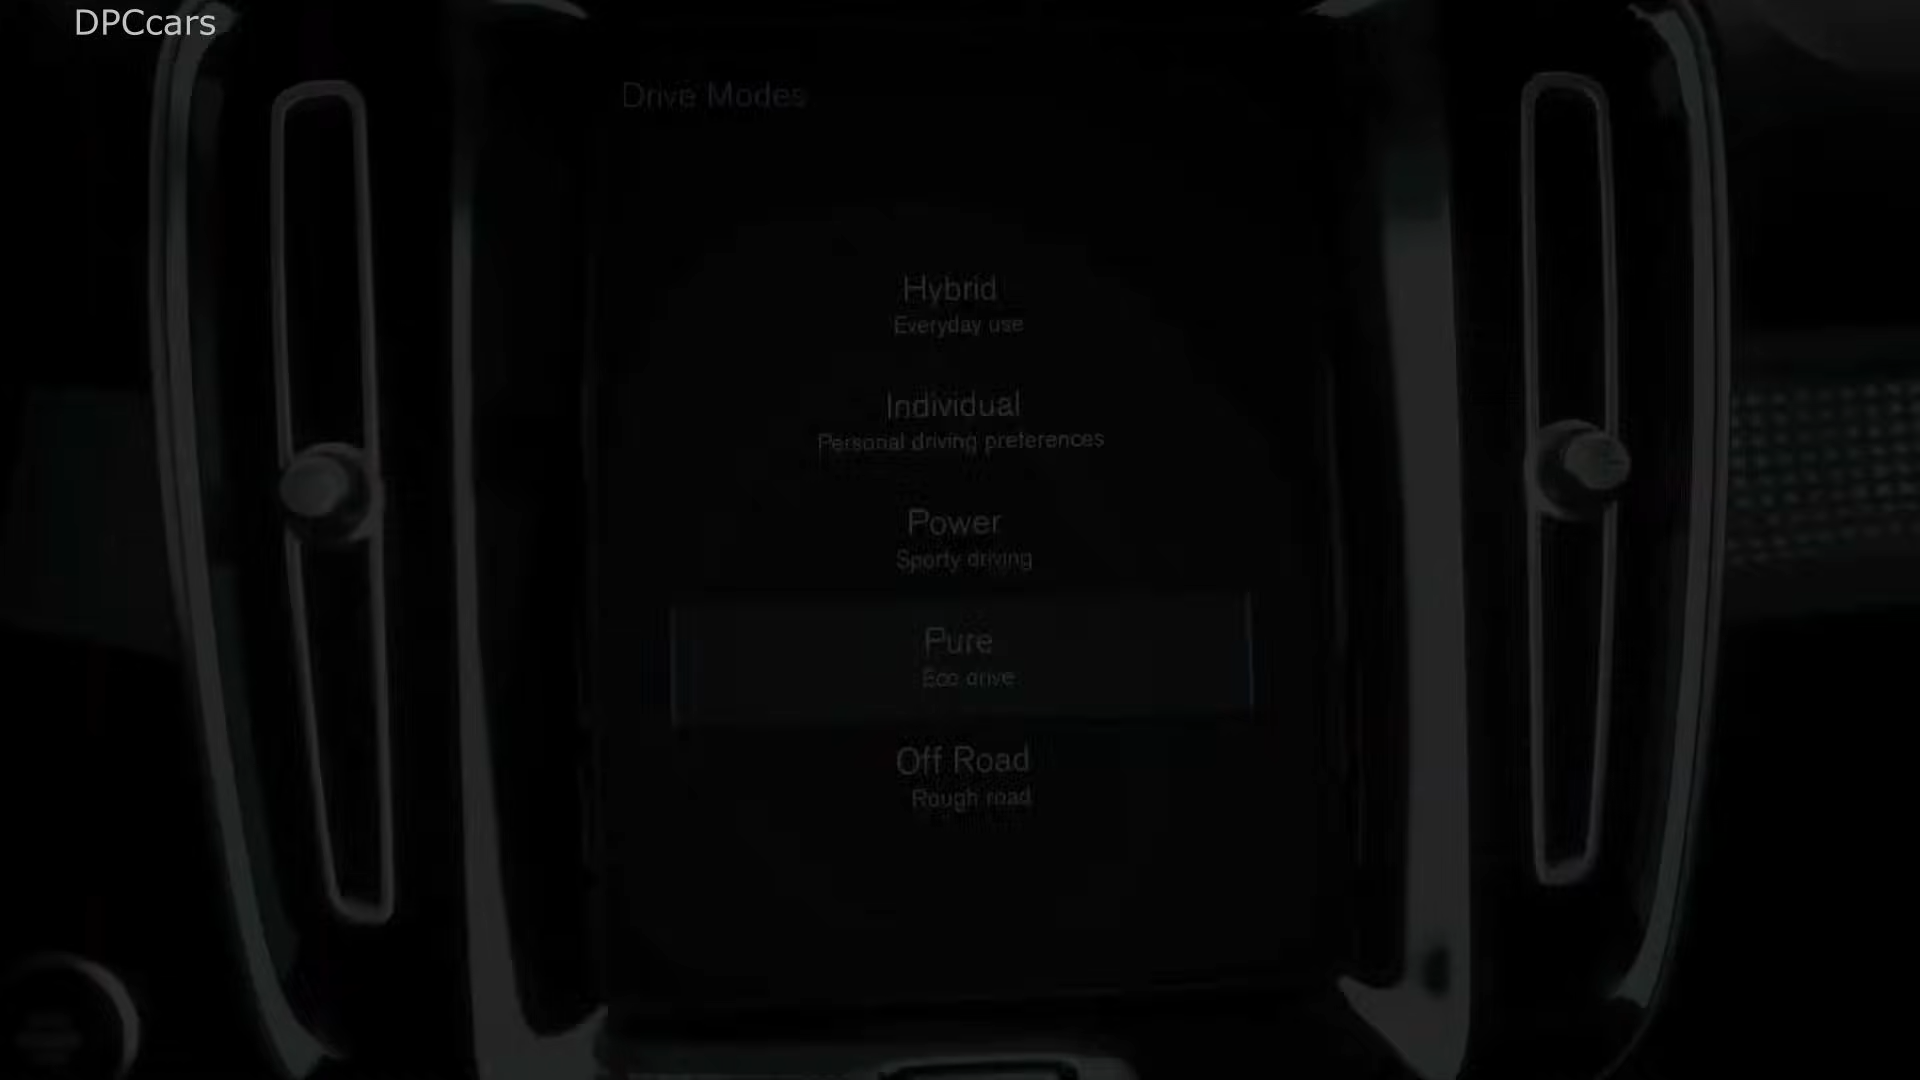 DPCcars
Drive Modes
Hybrid
Everyday use
Individual
Personal driving preferences
Power
Sporty driving
Pure
Eco drive
Off Road
Rough road